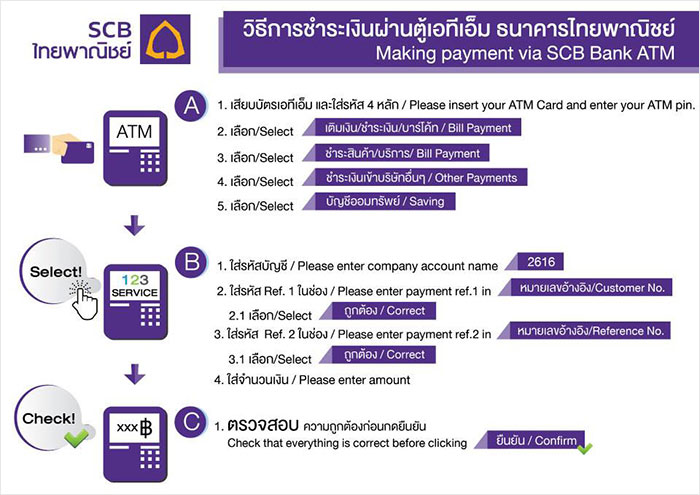 SCB
ไทยพาณิชย์
วิธีการชำระเงินผ่านตู้เอทีเอ็ม ธนาคารไทยพาณิชย์
Making payment via SCB Bank ATM
ATM
A
1. เสียบบัตรเอทีเอ็ม และใส่รหัส 4 หลัก / Please insert your ATM Card and enter your ATM pin.
2. เลือก/Select เติมเงิน/ชำระเงิน/บาร์โค้ท / Bill Payment
3. เลือก/Select ชำระสินค้า/บริการ/ Bill Payment
4. เลือก/Select ชำระเงินเข้าบริษัทอื่นๆ / Other Payments
5. เลือก/Select บัญชีออมทรัพย์ / Saving
Select!
123
SERVICE
B
1. ใส่รหัสบัญชี / Please enter company account name 2616
2. ใส่รหัส Ref. 1 ในช่อง / Please enter payment ref.1 in หมายเลขอ้างอิง/Customer No.
2.1 เลือก/Select ถูกต้อง / Correct
3. ใส่รหัส Ref. 2 ในช่อง / Please enter payment ref.2 in หมายเลขอ้างอิง/Reference No.
3.1 เลือก/Select ถูกต้อง / Correct
4. ใส่จำนวนเงิน / Please enter amount
Check!
xxx ฿
C
1. ตรวจสอบ ความถูกต้องก่อนกดยืนยัน
Check that everything is correct before clicking ยืนยัน / Confirm